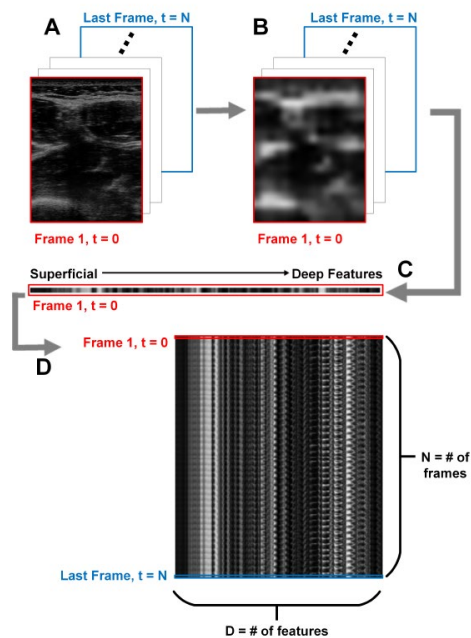 A
Last Frame, t = N
B
Last Frame, t = N
Frame 1, t = 0
Frame 1, t = 0
Superficial
Deep Features
C
Frame 1, t = 0
Frame 1, t = 0
D
N = # of
frames
Last Frame, t = N
D = # of features